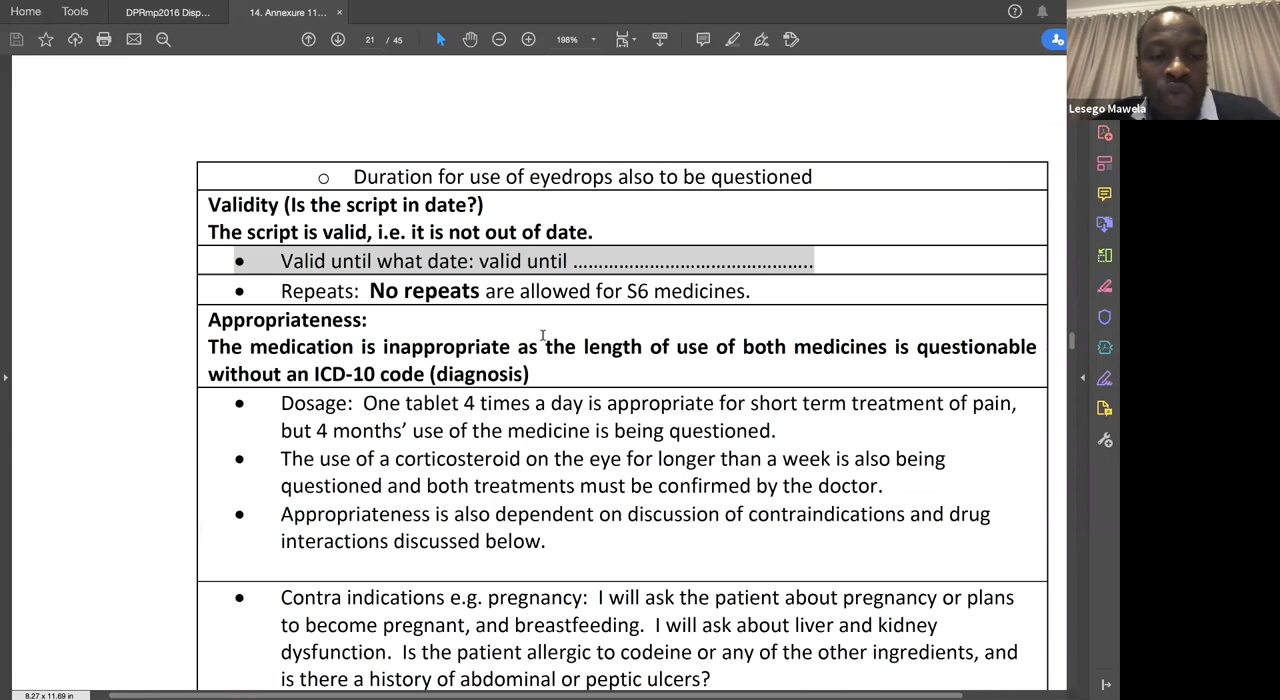 Home
Tools
DPRmp2016 Disp...
14. Annexure 11...
×
21 / 45
198%
Lesego Mawela
o Duration for use of eyedrops also to be questioned
Validity (Is the script in date?)
The script is valid, i.e. it is not out of date.
• Valid until what date: valid until ……………………………………..
• Repeats: No repeats are allowed for S6 medicines.
Appropriateness:
The medication is inappropriate as the length of use of both medicines is questionable
without an ICD-10 code (diagnosis)
• Dosage: One tablet 4 times a day is appropriate for short term treatment of pain,
but 4 months’ use of the medicine is being questioned.
• The use of a corticosteroid on the eye for longer than a week is also being
questioned and both treatments must be confirmed by the doctor.
• Appropriateness is also dependent on discussion of contraindications and drug
interactions discussed below.
• Contra indications e.g. pregnancy: I will ask the patient about pregnancy or plans
to become pregnant, and breastfeeding. I will ask about liver and kidney
dysfunction. Is the patient allergic to codeine or any of the other ingredients, and
is there a history of abdominal or peptic ulcers?
8.27 x 11.69 in